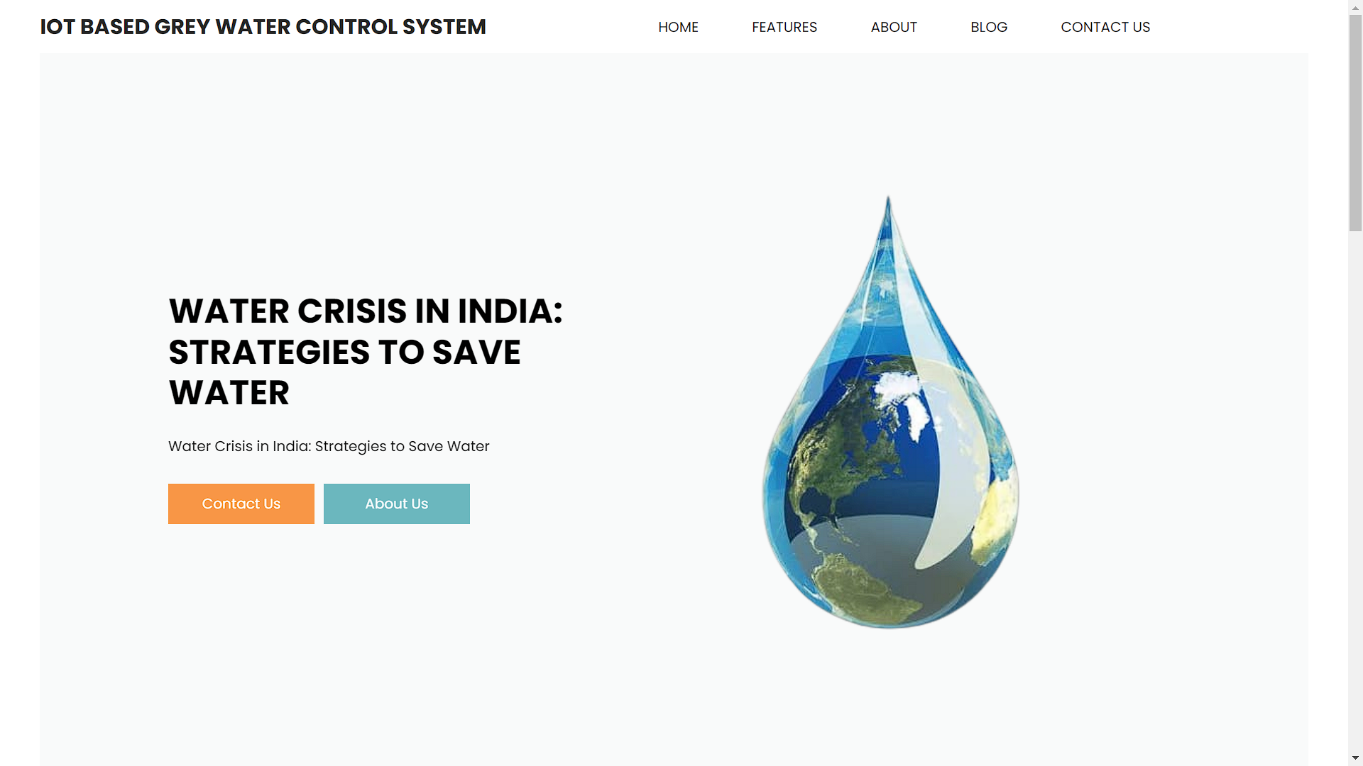 IOT BASED GREY WATER CONTROL SYSTEM
HOME
FEATURES
ABOUT
BLOG
CONTACT US
WATER CRISIS IN INDIA:
STRATEGIES TO SAVE
WATER
Water Crisis in India: Strategies to Save Water
Contact Us
About Us